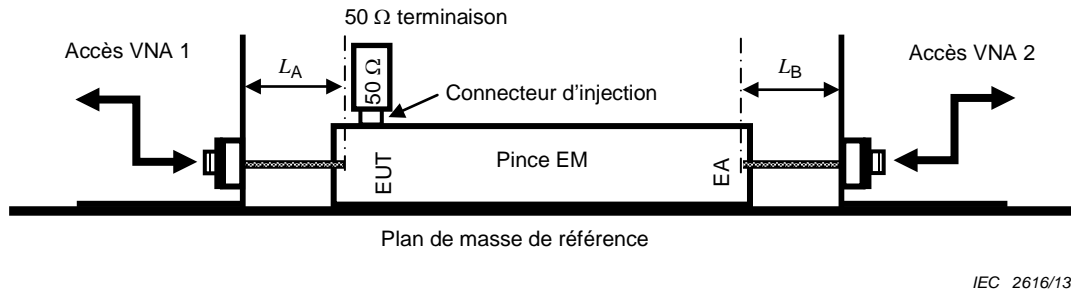 50 Ω terminaison
Accès VNA 1
Accès VNA 2
LA
LB
50 Ω
Connecteur d'injection
EUT
Pince EM
EA
Plan de masse de référence
IEC 2616/13